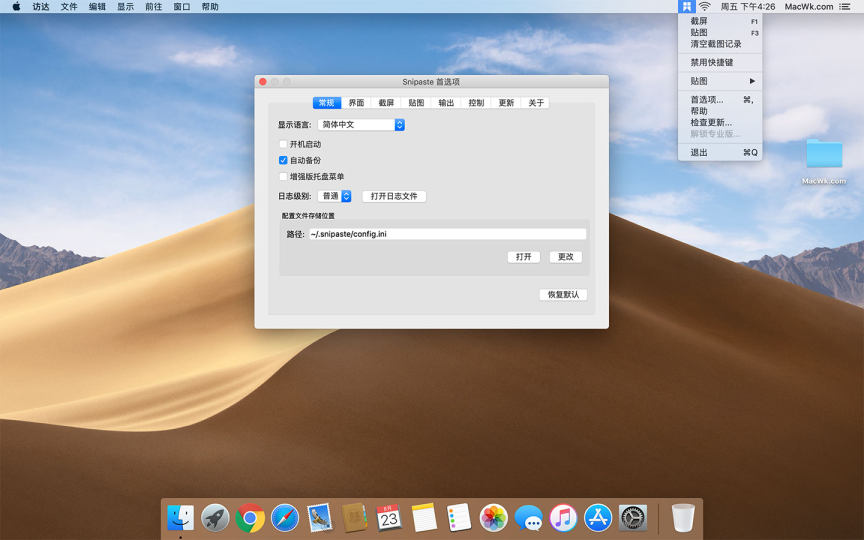 访达 文件 编辑 显示 前往 窗口 帮助
周五 下午4:26 MacWk.com
截屏 F1
贴图 F3
清空截图记录
禁用快捷键
贴图
首选项... ⌘,
帮助
检查更新...
解锁专业版...
退出 ⌘Q
MacWk.com
Snipaste 首选项
常规 界面 截屏 贴图 输出 控制 更新 关于
显示语言: 简体中文
开机启动
自动备份
增强版托盘菜单
日志级别: 普通 打开日志文件
配置文件存储位置
路径: ~/.snipaste/config.ini
打开 更改
恢复默认
8月
23